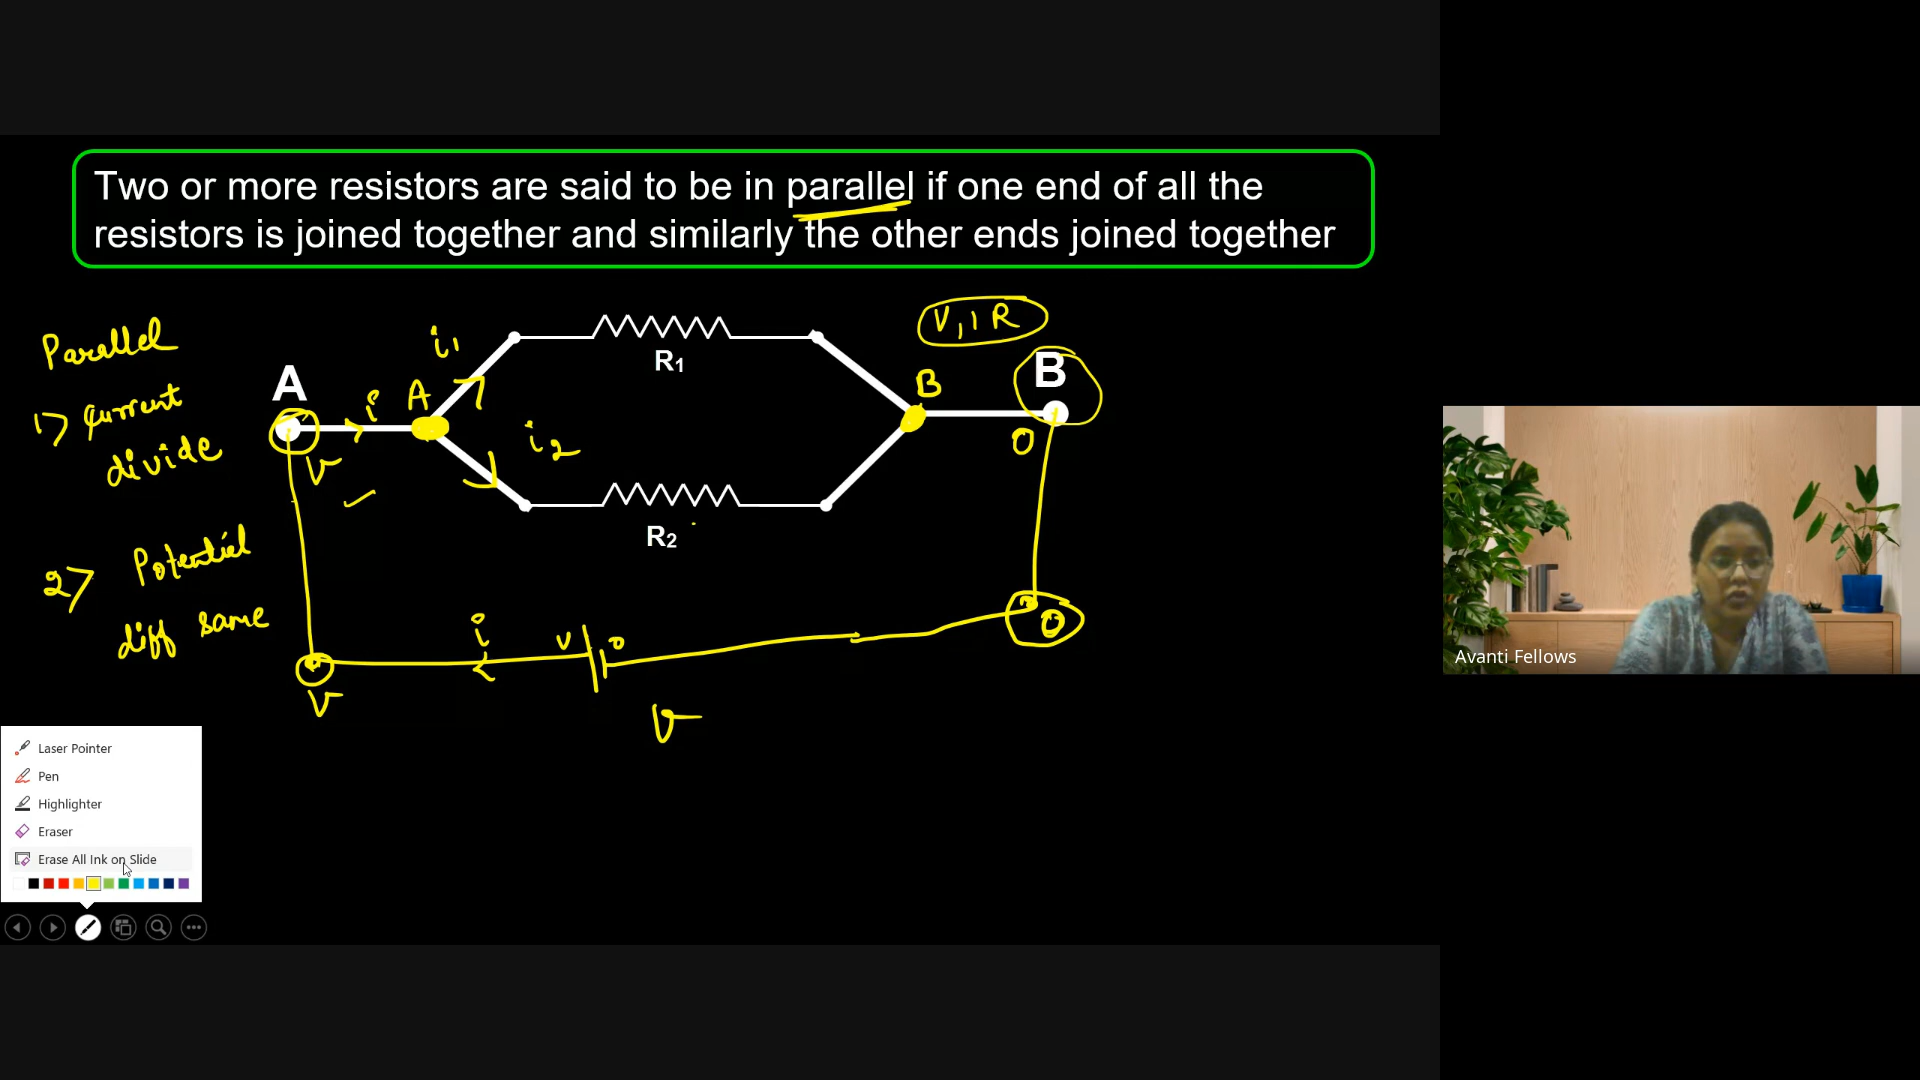 Two or more resistors are said to be in parallel if one end of all the
resistors is joined together and similarly the other ends joined together
Parallel
1) Current
divide
2) Potential
diff same
A
V
i
A
i1
i2
R1
R2
B
V, I R
B
0
V
i
V
0
V
0
Laser Pointer
Pen
Highlighter
Eraser
Erase All Ink on Slide
Avanti Fellows